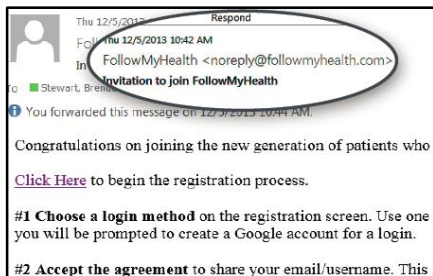 Respond
Thu 12/5/2013
Thu 12/5/2013 10:42 AM
Foll
FollowMyHealth <noreply@followmyhealth.com>
In
Invitation to join FollowMyHealth
To Stewart, Brend
You forwarded this message on 12/5/2013 10:44 AM.
Congratulations on joining the new generation of patients who
Click Here to begin the registration process.
#1 Choose a login method on the registration screen. Use one
you will be prompted to create a Google account for a login.
#2 Accept the agreement to share your email/username. This